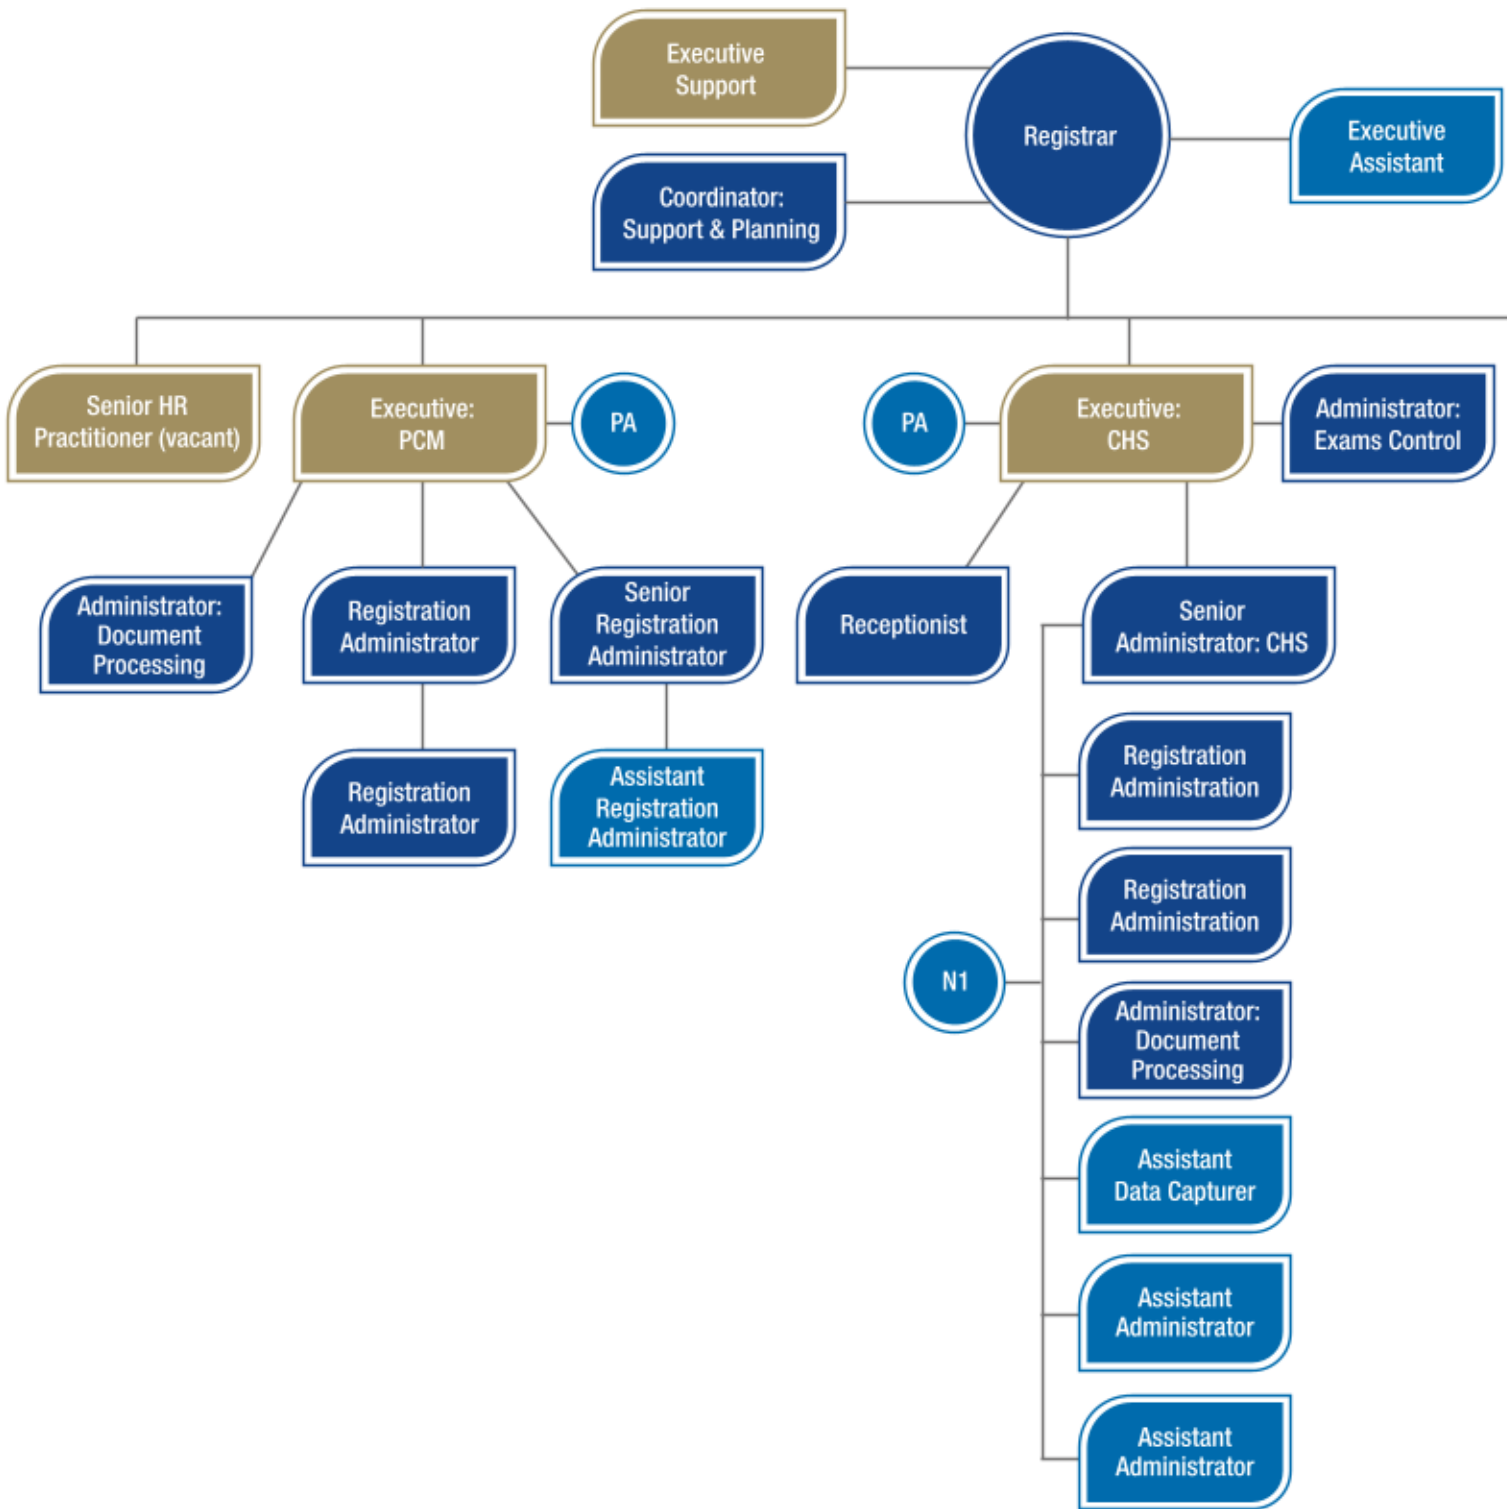 Executive
Support
Registrar
Executive
Assistant
Coordinator:
Support & Planning
Senior HR
Practitioner (vacant)
Executive:
PCM
PA
PA
Executive:
CHS
Administrator:
Exams Control
Administrator:
Document
Processing
Registration
Administrator
Senior
Registration
Administrator
Receptionist
Senior
Administrator: CHS
Registration
Administrator
Assistant
Registration
Administrator
Registration
Administration
Registration
Administration
N1
Administrator:
Document
Processing
Assistant
Data Capturer
Assistant
Administrator
Assistant
Administrator